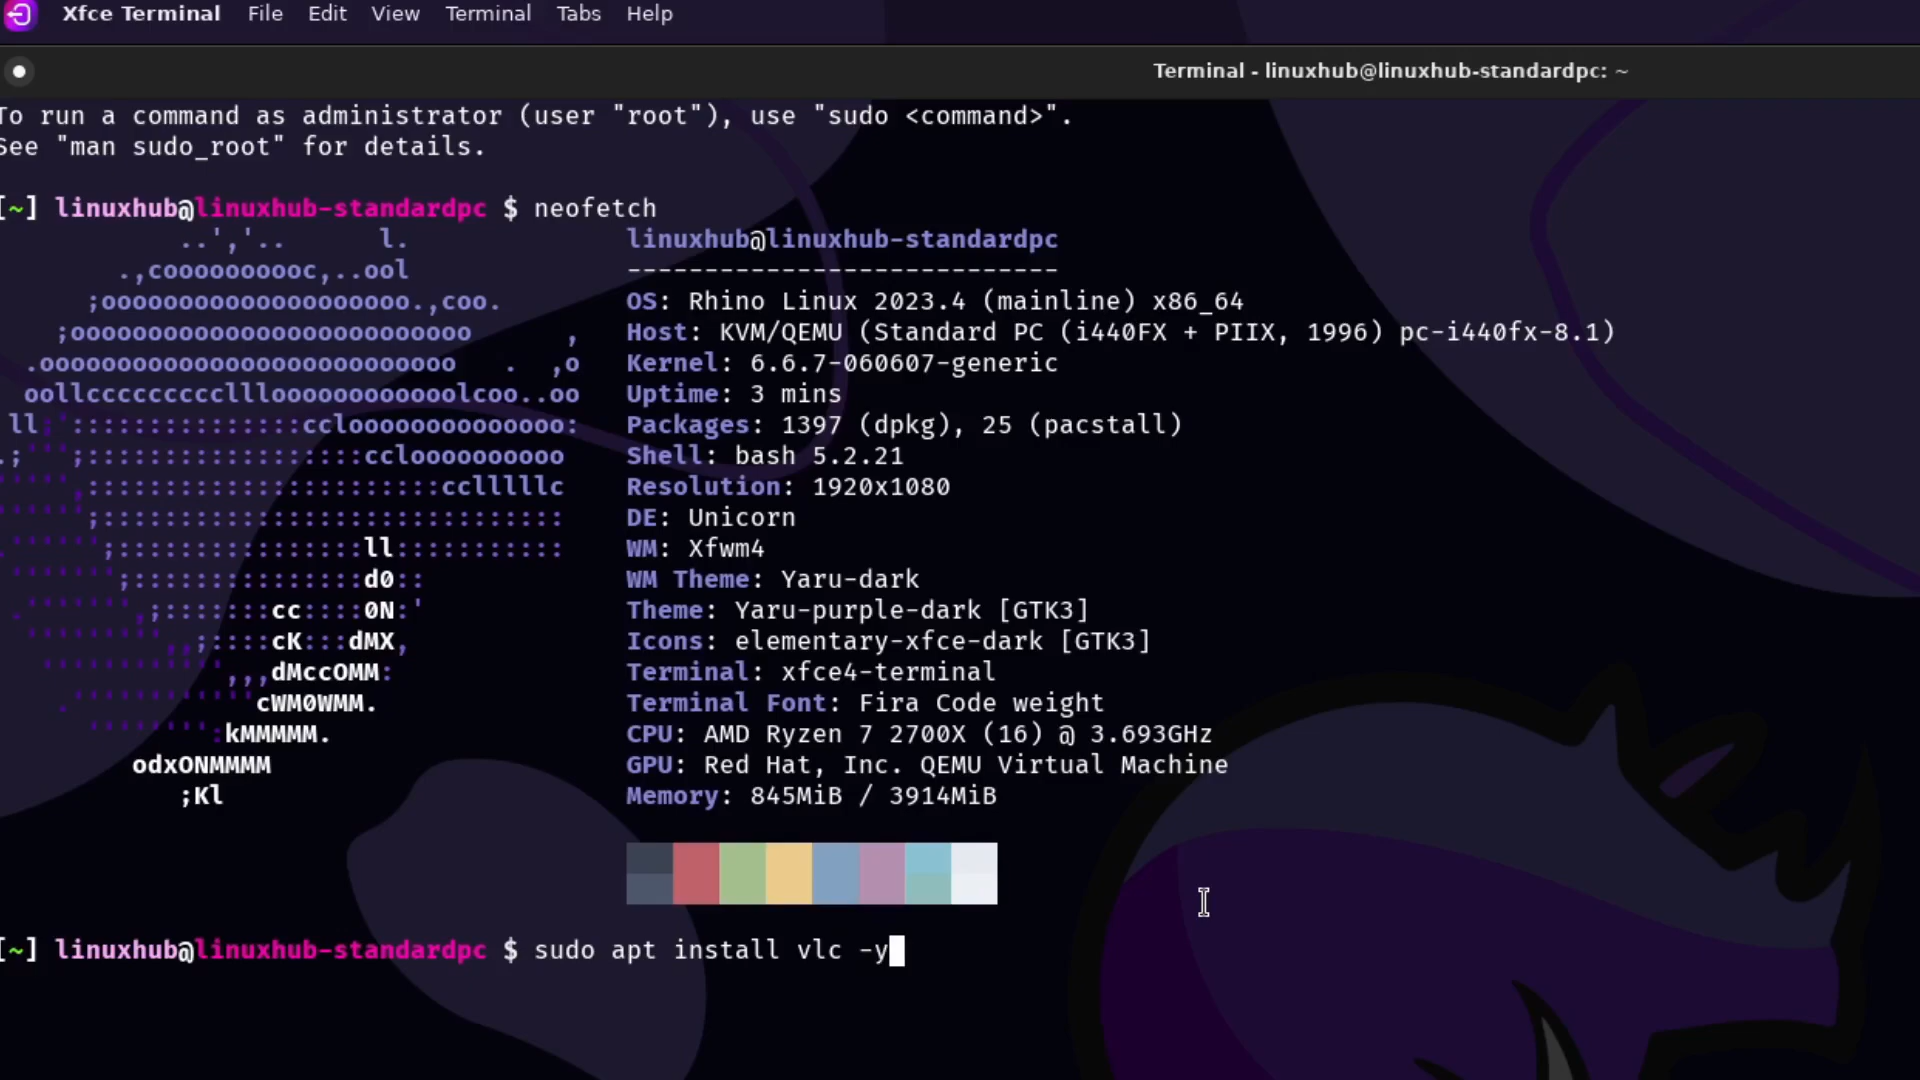 Xfce Terminal File Edit View Terminal Tabs Help
Terminal - linuxhub@linuxhub-standardpc: ~
To run a command as administrator (user "root"), use "sudo <command>".
See "man sudo_root" for details.
[~] linuxhub@linuxhub-standardpc $ neofetch
linuxhub@linuxhub-standardpc
----------------------------
OS: Rhino Linux 2023.4 (mainline) x86_64
Host: KVM/QEMU (Standard PC (i440FX + PIIX, 1996) pc-i440fx-8.1)
Kernel: 6.6.7-060607-generic
Uptime: 3 mins
Packages: 1397 (dpkg), 25 (pacstall)
Shell: bash 5.2.21
Resolution: 1920x1080
DE: Unicorn
WM: Xfwm4
WM Theme: Yaru-dark
Theme: Yaru-purple-dark [GTK3]
Icons: elementary-xfce-dark [GTK3]
Terminal: xfce4-terminal
Terminal Font: Fira Code weight
CPU: AMD Ryzen 7 2700X (16) @ 3.693GHz
GPU: Red Hat, Inc. QEMU Virtual Machine
Memory: 845MiB / 3914MiB
[~] linuxhub@linuxhub-standardpc $ sudo apt install vlc -y